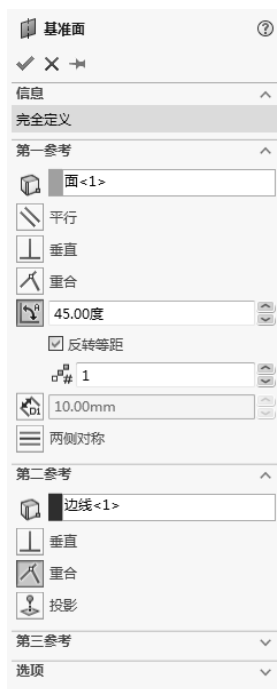 基准面
信息
完全定义
第一参考
面<1>
平行
垂直
重合
45.00度
反转等距
# 1
D1 10.00mm
两侧对称
第二参考
边线<1>
垂直
重合
投影
第三参考
选项